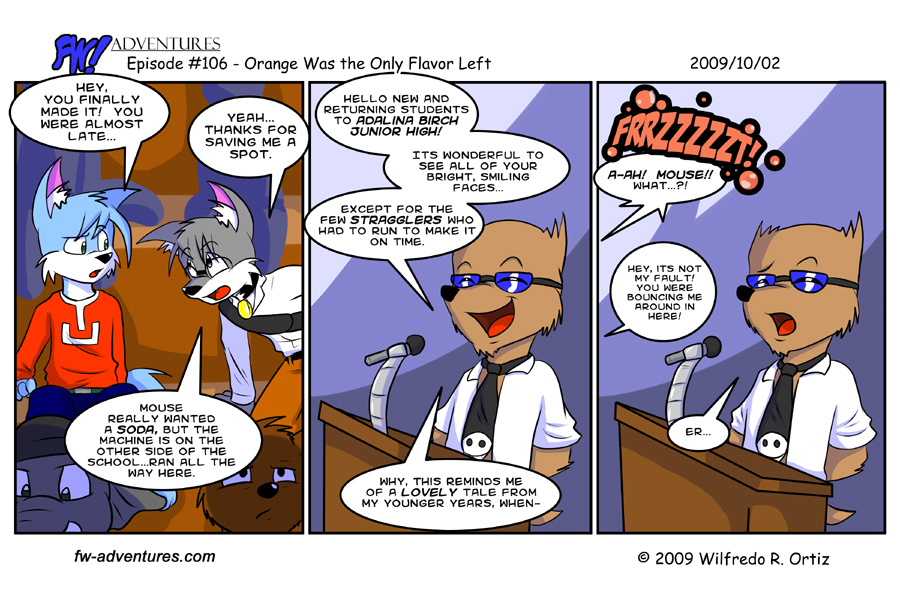 FW! ADVENTURES
Episode #106 - Orange Was the Only Flavor Left
2009/10/02
HEY,
YOU FINALLY
MADE IT! YOU
WERE ALMOST
LATE...
YEAH...
THANKS FOR
SAVING ME A
SPOT.
MOUSE
REALLY WANTED
A SODA, BUT THE
MACHINE IS ON THE
OTHER SIDE OF THE
SCHOOL...RAN ALL THE
WAY HERE.
HELLO NEW AND
RETURNING STUDENTS
TO ADALINA BIRCH
JUNIOR HIGH!
ITS WONDERFUL TO
SEE ALL OF YOUR
BRIGHT, SMILING
FACES...
EXCEPT FOR THE
FEW STRAGGLERS WHO
HAD TO RUN TO MAKE IT
ON TIME.
WHY, THIS REMINDS ME
OF A LOVELY TALE FROM
MY YOUNGER YEARS, WHEN-
FRRZZZZZZT!
A-AH! MOUSE!!
WHAT...?!
HEY, ITS NOT
MY FAULT!
YOU WERE
BOUNCING ME
AROUND IN
HERE!
ER...
fw-adventures.com
© 2009 Wilfredo R. Ortiz